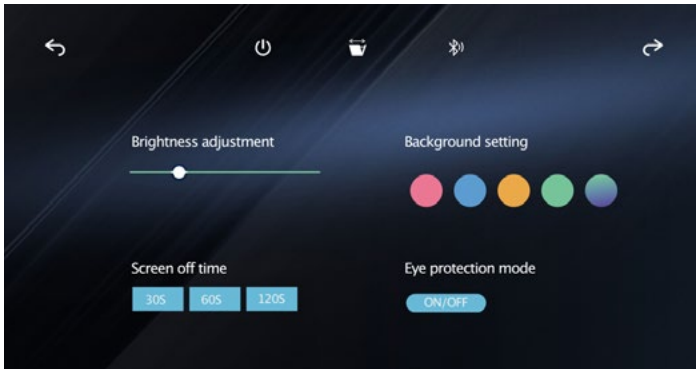 Brightness adjustment
Background setting
Screen off time
30S 60S 120S
Eye protection mode
ON/OFF